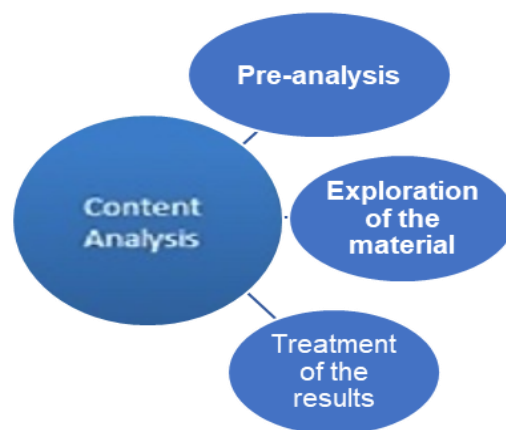 Pre-analysis
Content
Analysis
Exploration
of the
material
Treatment
of the
results